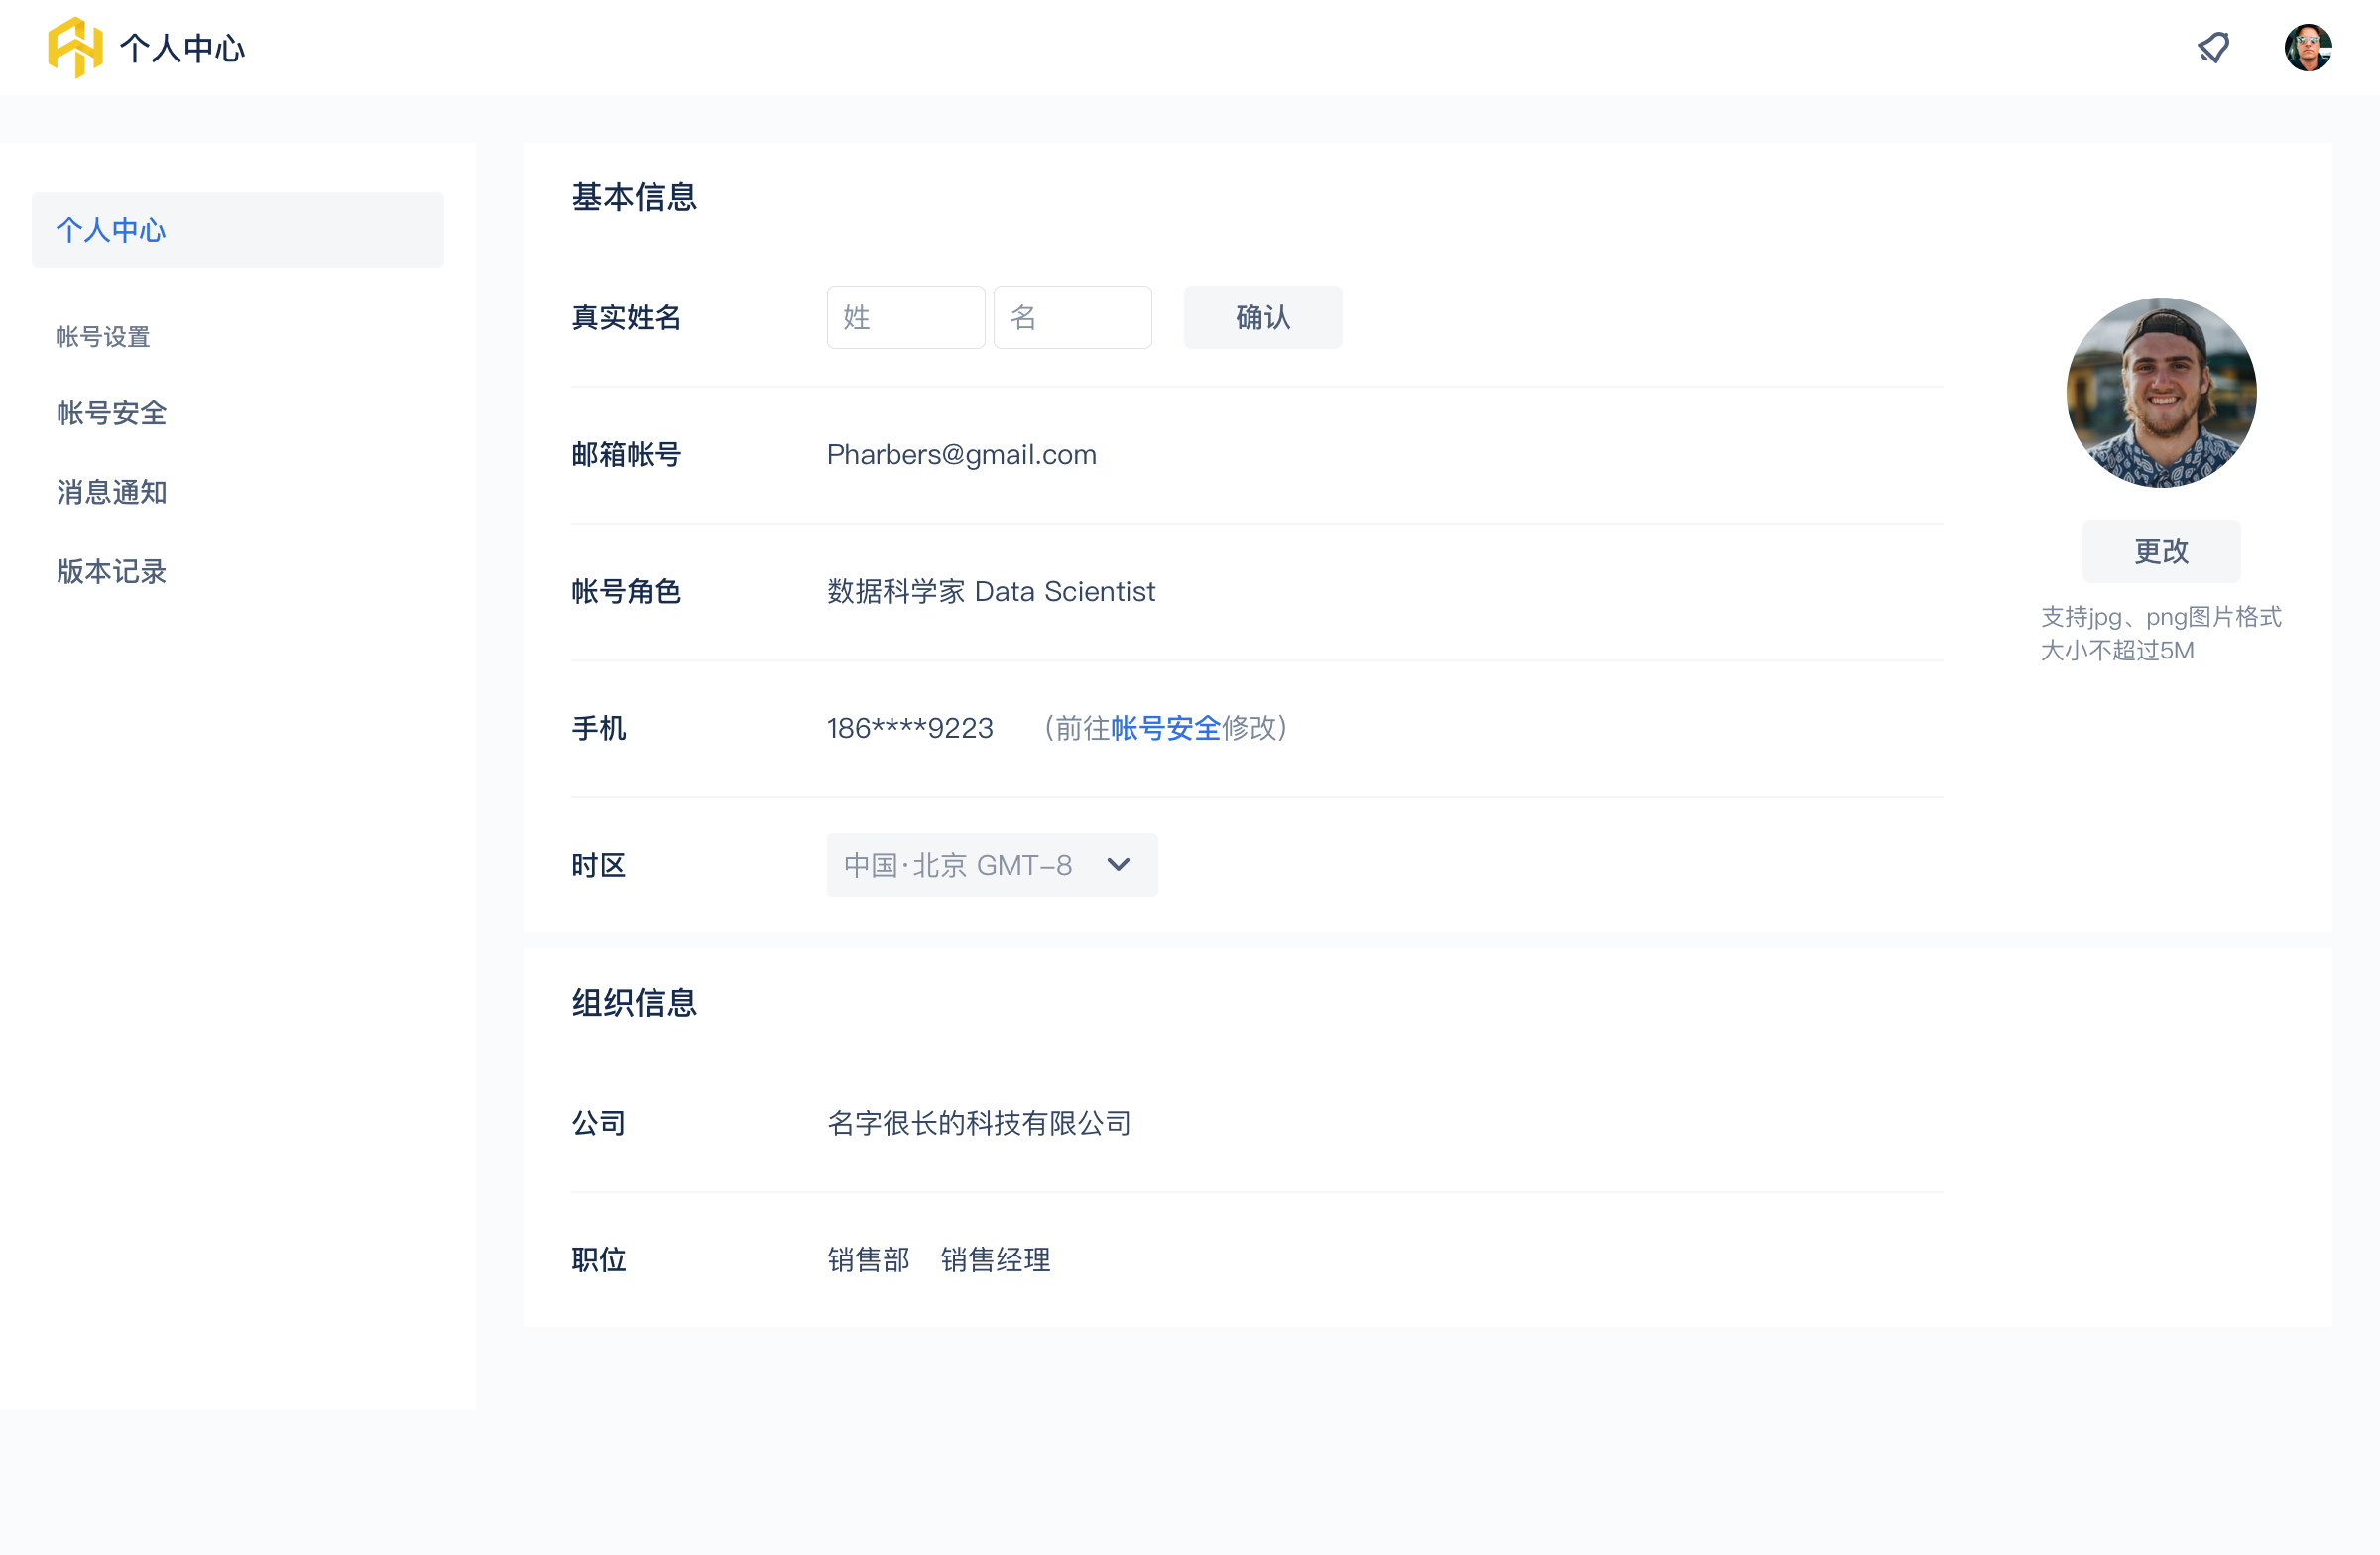 个人中心
个人中心
帐号设置
帐号安全
消息通知
版本记录
基本信息
真实姓名 姓 名 确认
邮箱帐号 Pharbers@gmail.com
帐号角色 数据科学家 Data Scientist
手机 186****9223 (前往帐号安全修改)
时区 中国·北京 GMT-8
更改
支持jpg、png图片格式
大小不超过5M
组织信息
公司 名字很长的科技有限公司
职位 销售部 销售经理